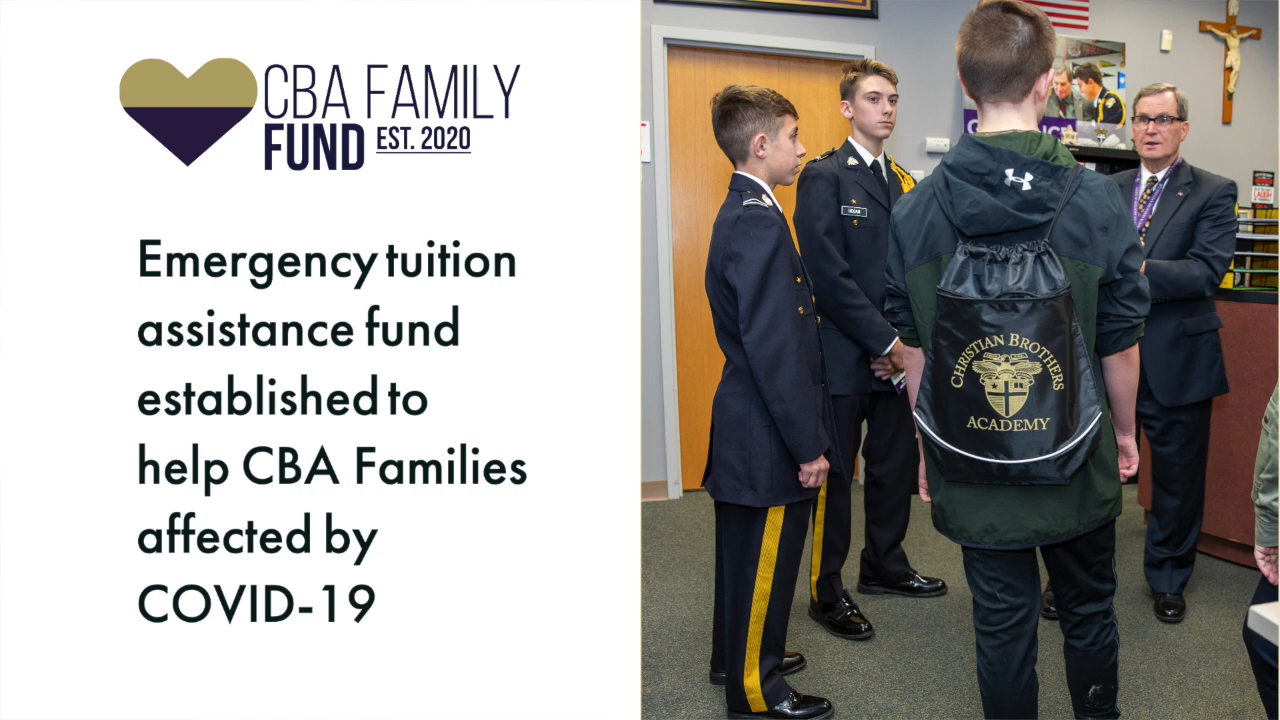 CBA FAMILY
FUND EST. 2020
Emergency tuition
assistance fund
established to
help CBA Families
affected by
COVID-19
HOGAN
CHRISTIAN BROTHERS
ACADEMY